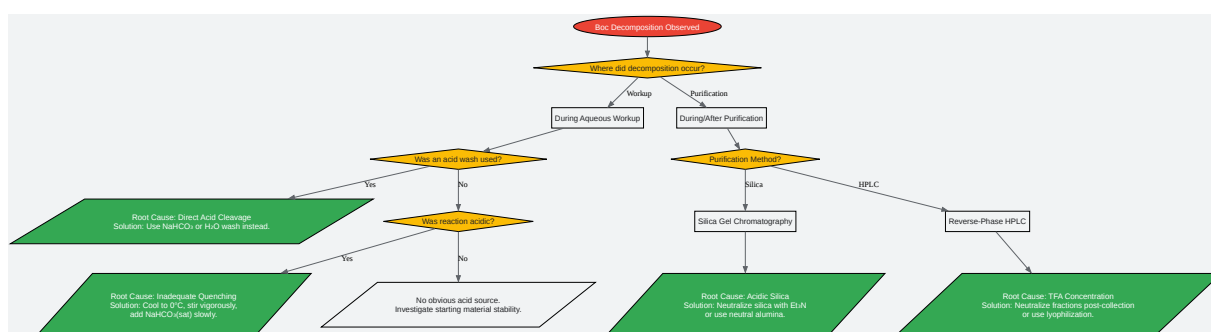 Boc Decomposition Observed
Where did decomposition occur?
Workup
Purification
During Aqueous Workup
During/After Purification
Was an acid wash used?
Purification Method?
Yes
No
Silica
HPLC
Root Cause: Direct Acid Cleavage
Solution: Use NaHCO₃ or H₂O wash instead.
Was reaction acidic?
Silica Gel Chromatography
Reverse-Phase HPLC
Yes
No
Root Cause: Inadequate Quenching
Solution: Cool to 0°C, stir vigorously,
add NaHCO₃(sat) slowly.
No obvious acid source.
Investigate starting material stability.
Root Cause: Acidic Silica
Solution: Neutralize silica with Et₃N
or use neutral alumina.
Root Cause: TFA Concentration
Solution: Neutralize fractions post-collection
or use lyophilization.